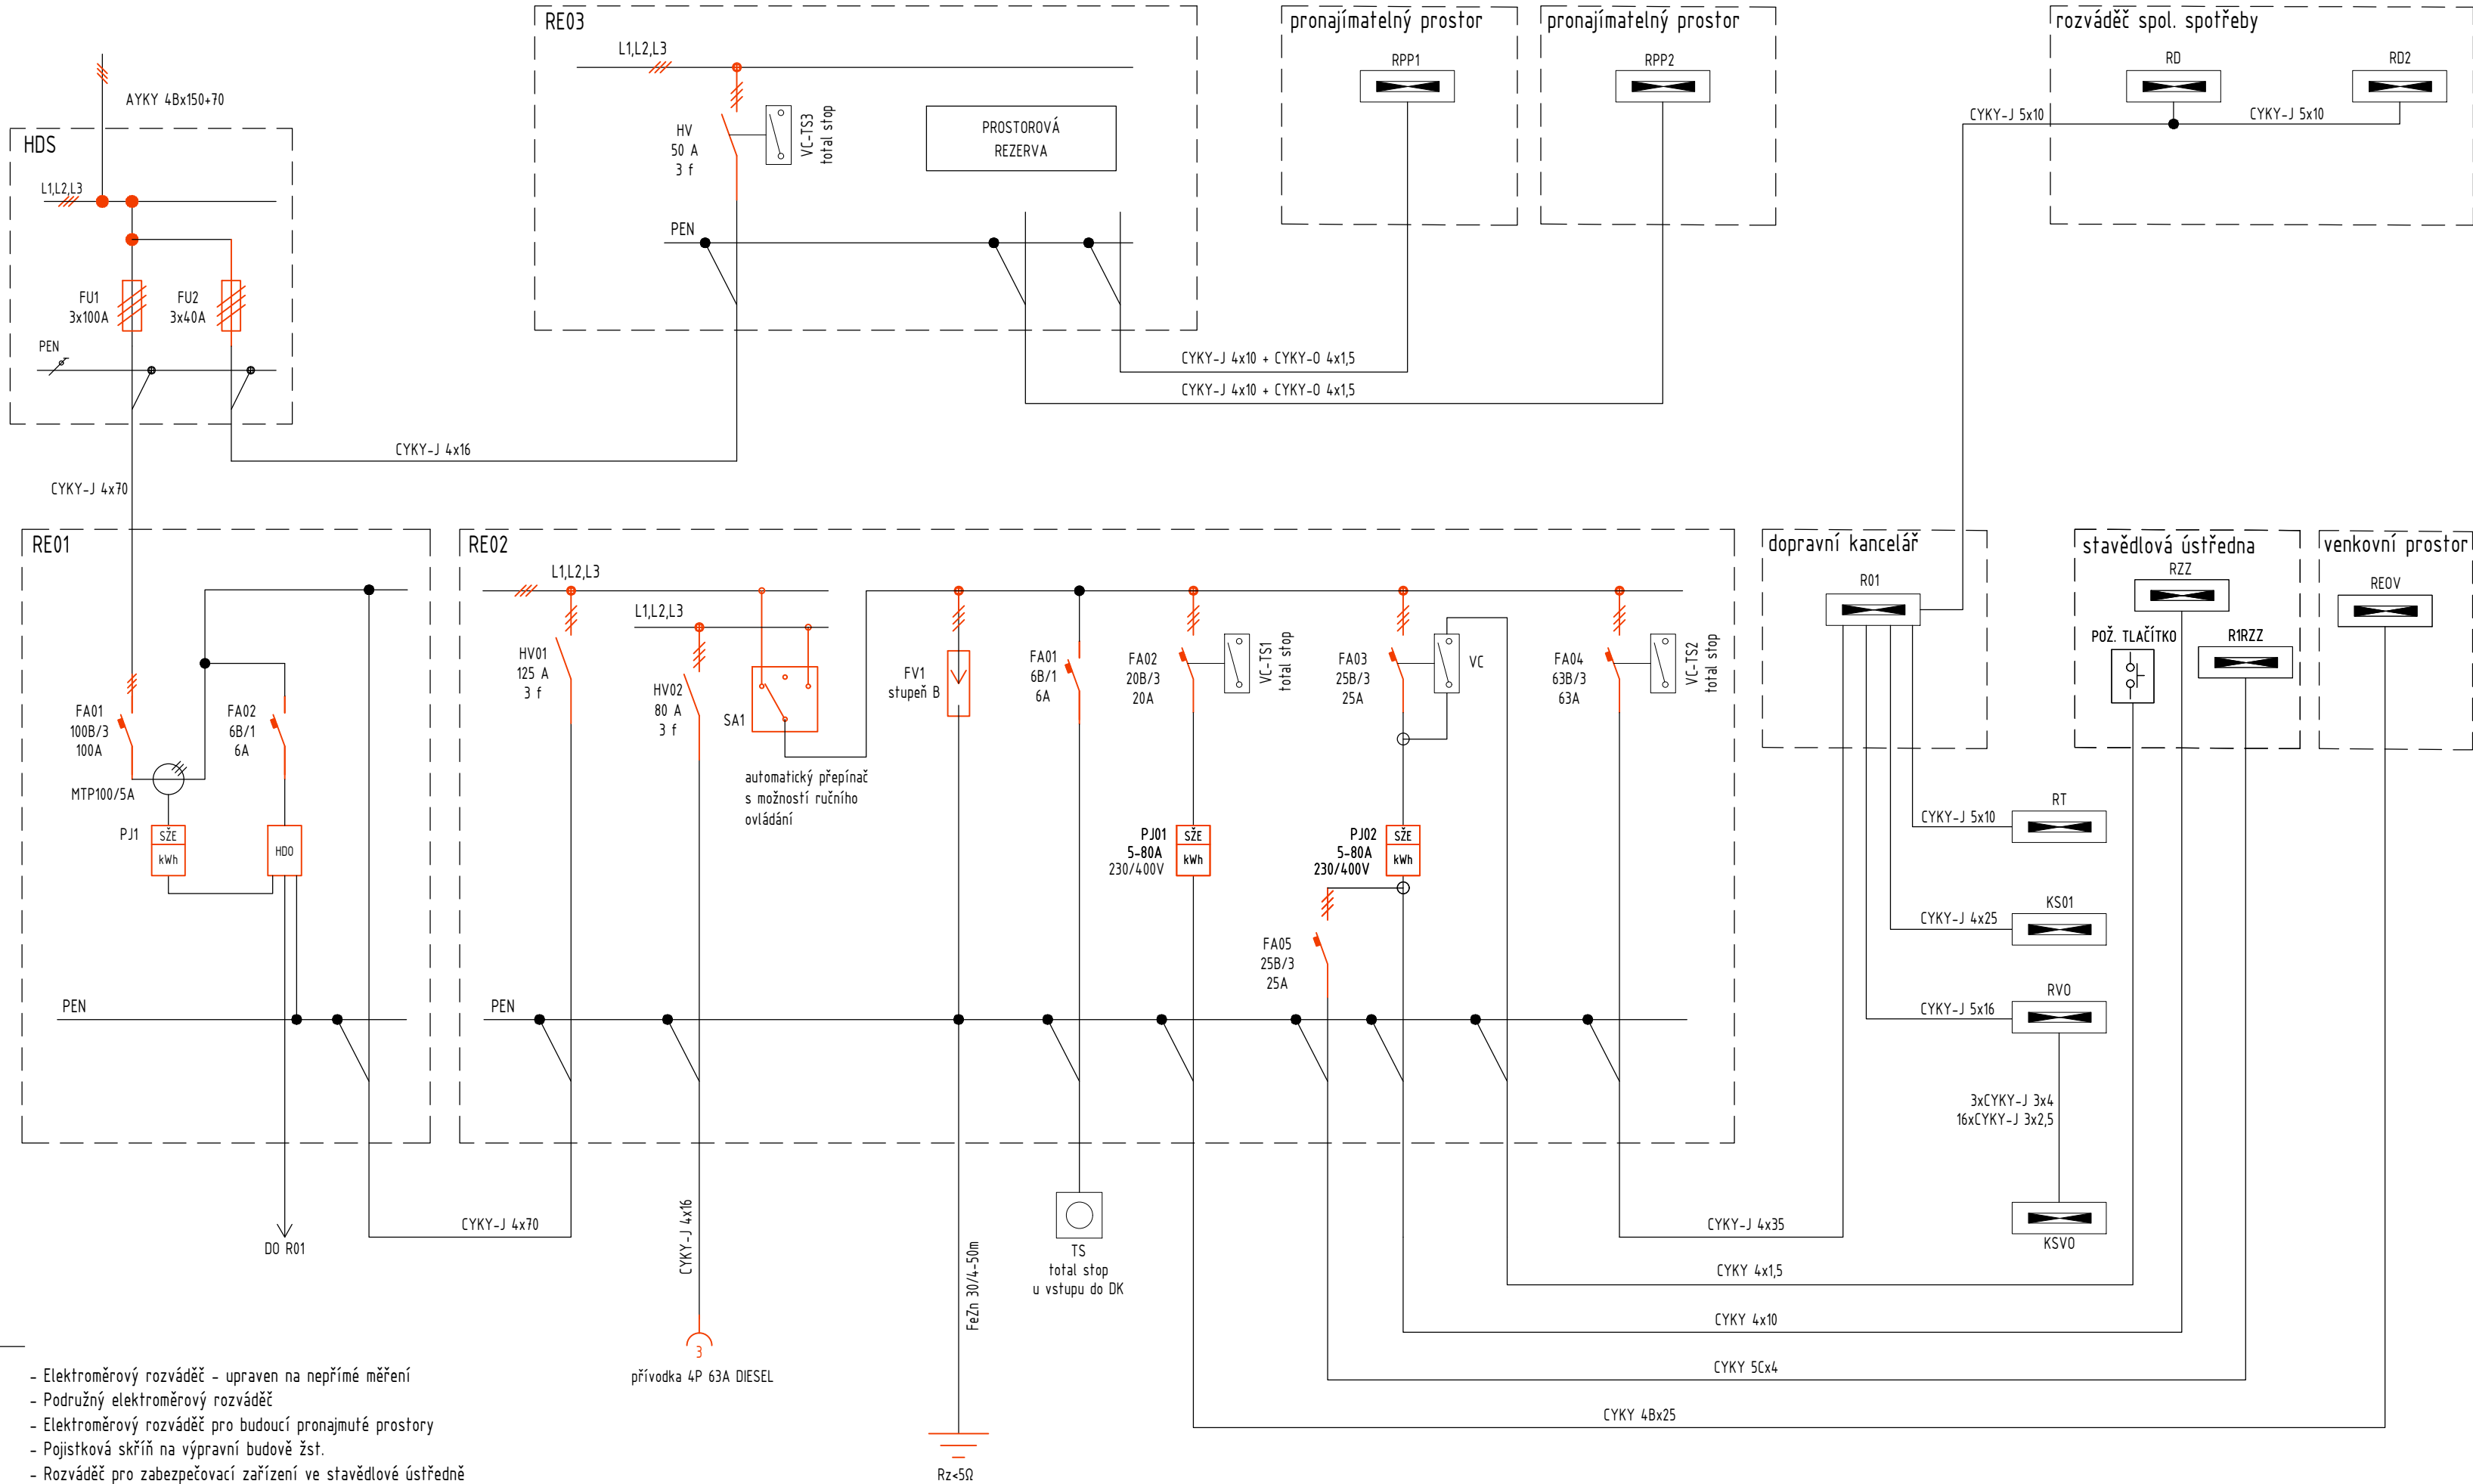 RE03
L1,L2,L3
HV
50 A
3 f
VC-TS3
total stop
PROSTOROVÁ
REZERVA
PEN
pronajímatelný prostor
RPP1
pronajímatelný prostor
RPP2
rozváděč spol. spotřeby
RD
RD2
CYKY-J 5x10
CYKY-J 5x10
AYKY 4Bx150+70
HDS
L1,L2,L3
FU1
3x100A
FU2
3x40A
PEN
CYKY-J 4x10 + CYKY-O 4x1,5
CYKY-J 4x10 + CYKY-O 4x1,5
CYKY-J 4x16
CYKY-J 4x70
RE01
FA01
100B/3
100A
FA02
6B/1
6A
MTP100/5A
PJ1
SŽE
kWh
HDO
PEN
DO R01
RE02
L1,L2,L3
L1,L2,L3
HV01
125 A
3 f
HV02
80 A
3 f
SA1
automatický přepínač
s možností ručního
ovládání
FV1
stupeň B
FA01
6B/1
6A
FA02
20B/3
20A
VC-TS1
total stop
FA03
25B/3
25A
VC
FA04
63B/3
63A
VC-TS2
total stop
PJ01
5-80A
230/400V
SŽE
kWh
PJ02
5-80A
230/400V
SŽE
kWh
FA05
25B/3
25A
PEN
CYKY-J 4x70
CYKY-J 4x16
3
přívodka 4P 63A DIESEL
FeZn 30/4-50m
Rz<5Ω
TS
total stop
u vstupu do DK
dopravní kancelář
R01
stavědlová ústředna
RZZ
POŽ. TLAČÍTKO
R1RZZ
venkovní prostor
REOV
CYKY-J 5x10
RT
CYKY-J 4x25
KS01
CYKY-J 5x16
RVO
3xCYKY-J 3x4
16xCYKY-J 3x2,5
KSVO
CYKY-J 4x35
CYKY 4x1,5
CYKY 4x10
CYKY 5Cx4
CYKY 4Bx25
- Elektroměrový rozváděč - upraven na nepřímé měření
- Podružný elektroměrový rozváděč
- Elektroměrový rozváděč pro budoucí pronajmuté prostory
- Pojistková skříň na výpravní budově žst.
- Rozváděč pro zabezpečovací zařízení ve stavědlové ústředně